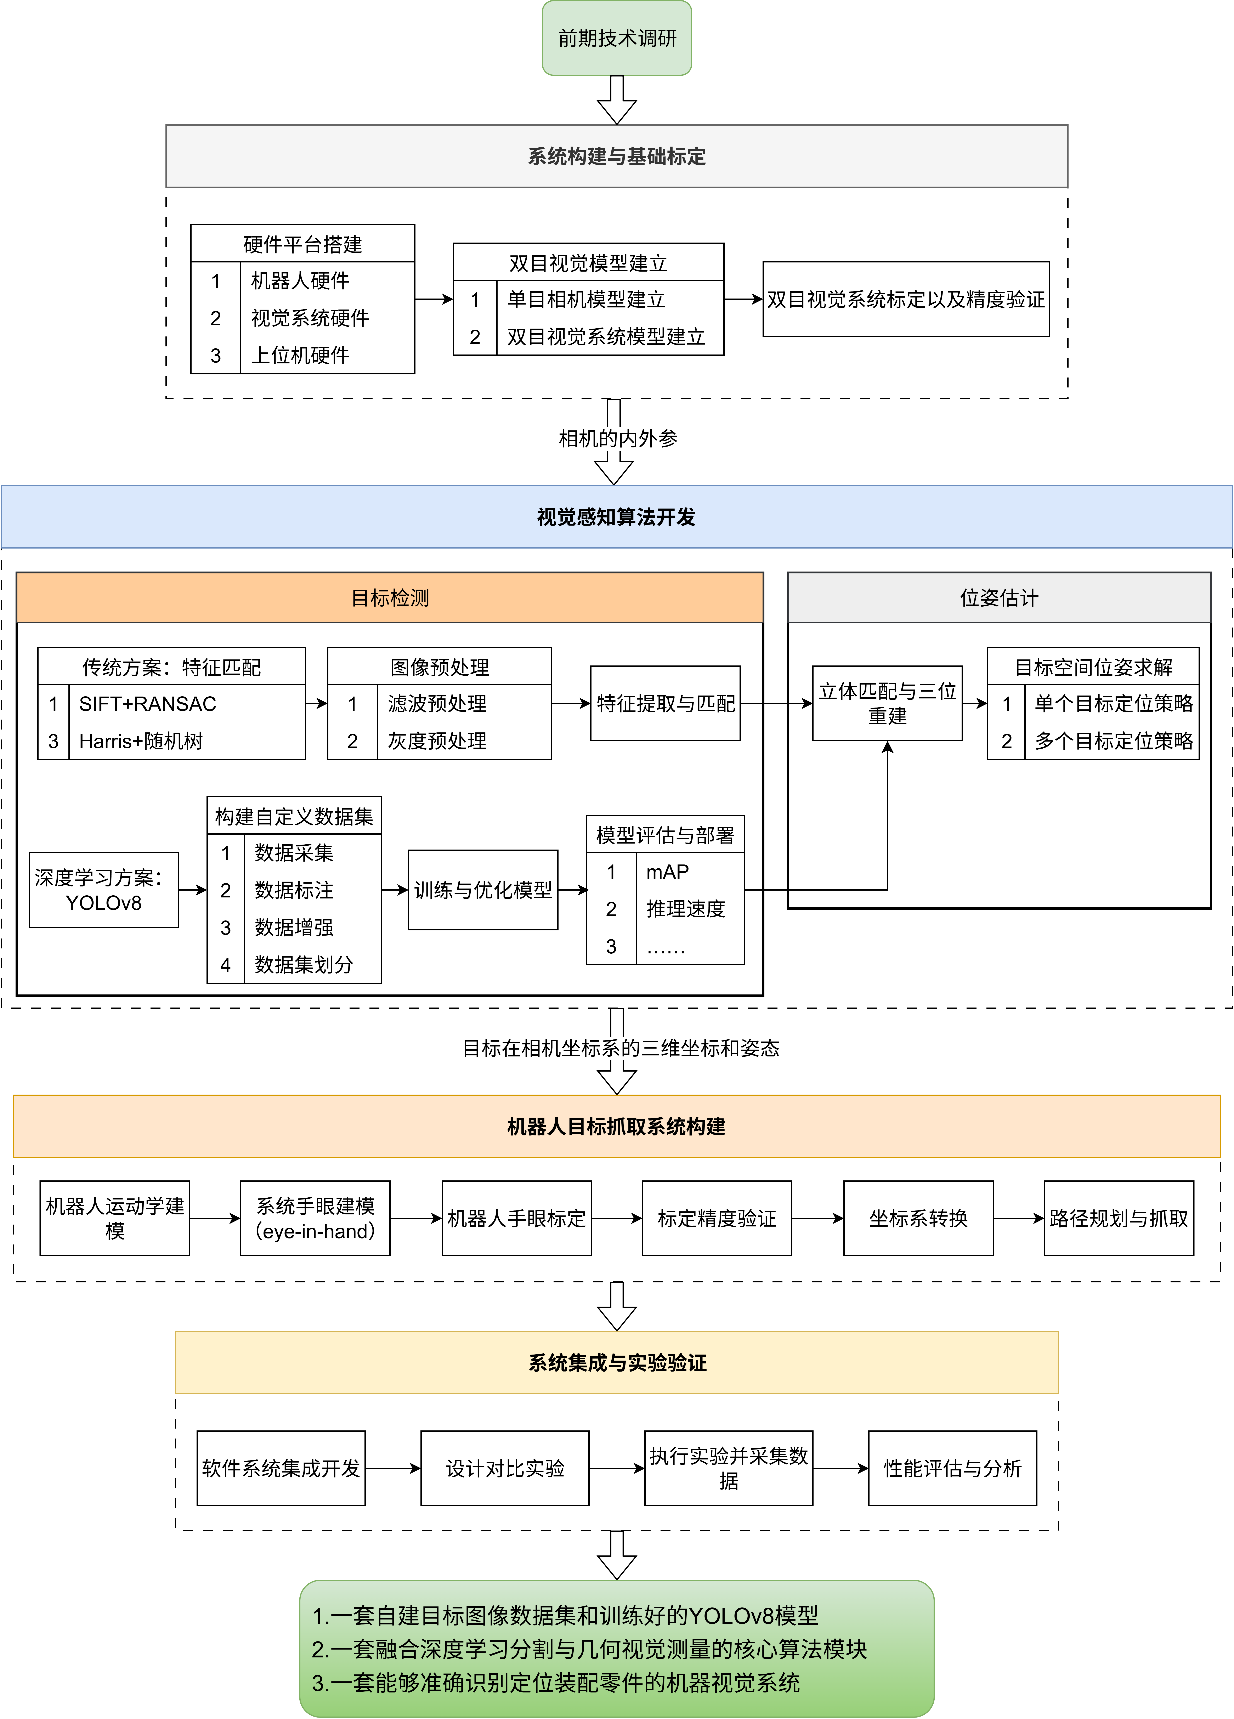 前期技术调研
系统构建与基础标定
硬件平台搭建
1 机器人硬件
2 视觉系统硬件
3 上位机硬件
双目视觉模型建立
1 单目相机模型建立
2 双目视觉系统模型建立
双目视觉系统标定以及精度验证
相机的内外参
视觉感知算法开发
目标检测
传统方案：特征匹配
1 SIFT+RANSAC
3 Harris+随机树
图像预处理
1 滤波预处理
2 灰度预处理
特征提取与匹配
深度学习方案：
YOLOv8
构建自定义数据集
1 数据采集
2 数据标注
3 数据增强
4 数据集划分
训练与优化模型
模型评估与部署
1 mAP
2 推理速度
3 ……
位姿估计
立体匹配与三位
重建
目标空间位姿求解
1 单个目标定位策略
2 多个目标定位策略
目标在相机坐标系的三维坐标和姿态
机器人目标抓取系统构建
机器人运动学建
模
系统手眼建模
（eye-in-hand）
机器人手眼标定
标定精度验证
坐标系转换
路径规划与抓取
系统集成与实验验证
软件系统集成开发
设计对比实验
执行实验并采集数
据
性能评估与分析
1.一套自建目标图像数据集和训练好的YOLOv8模型
2.一套融合深度学习分割与几何视觉测量的核心算法模块
3.一套能够准确识别定位装配零件的机器视觉系统